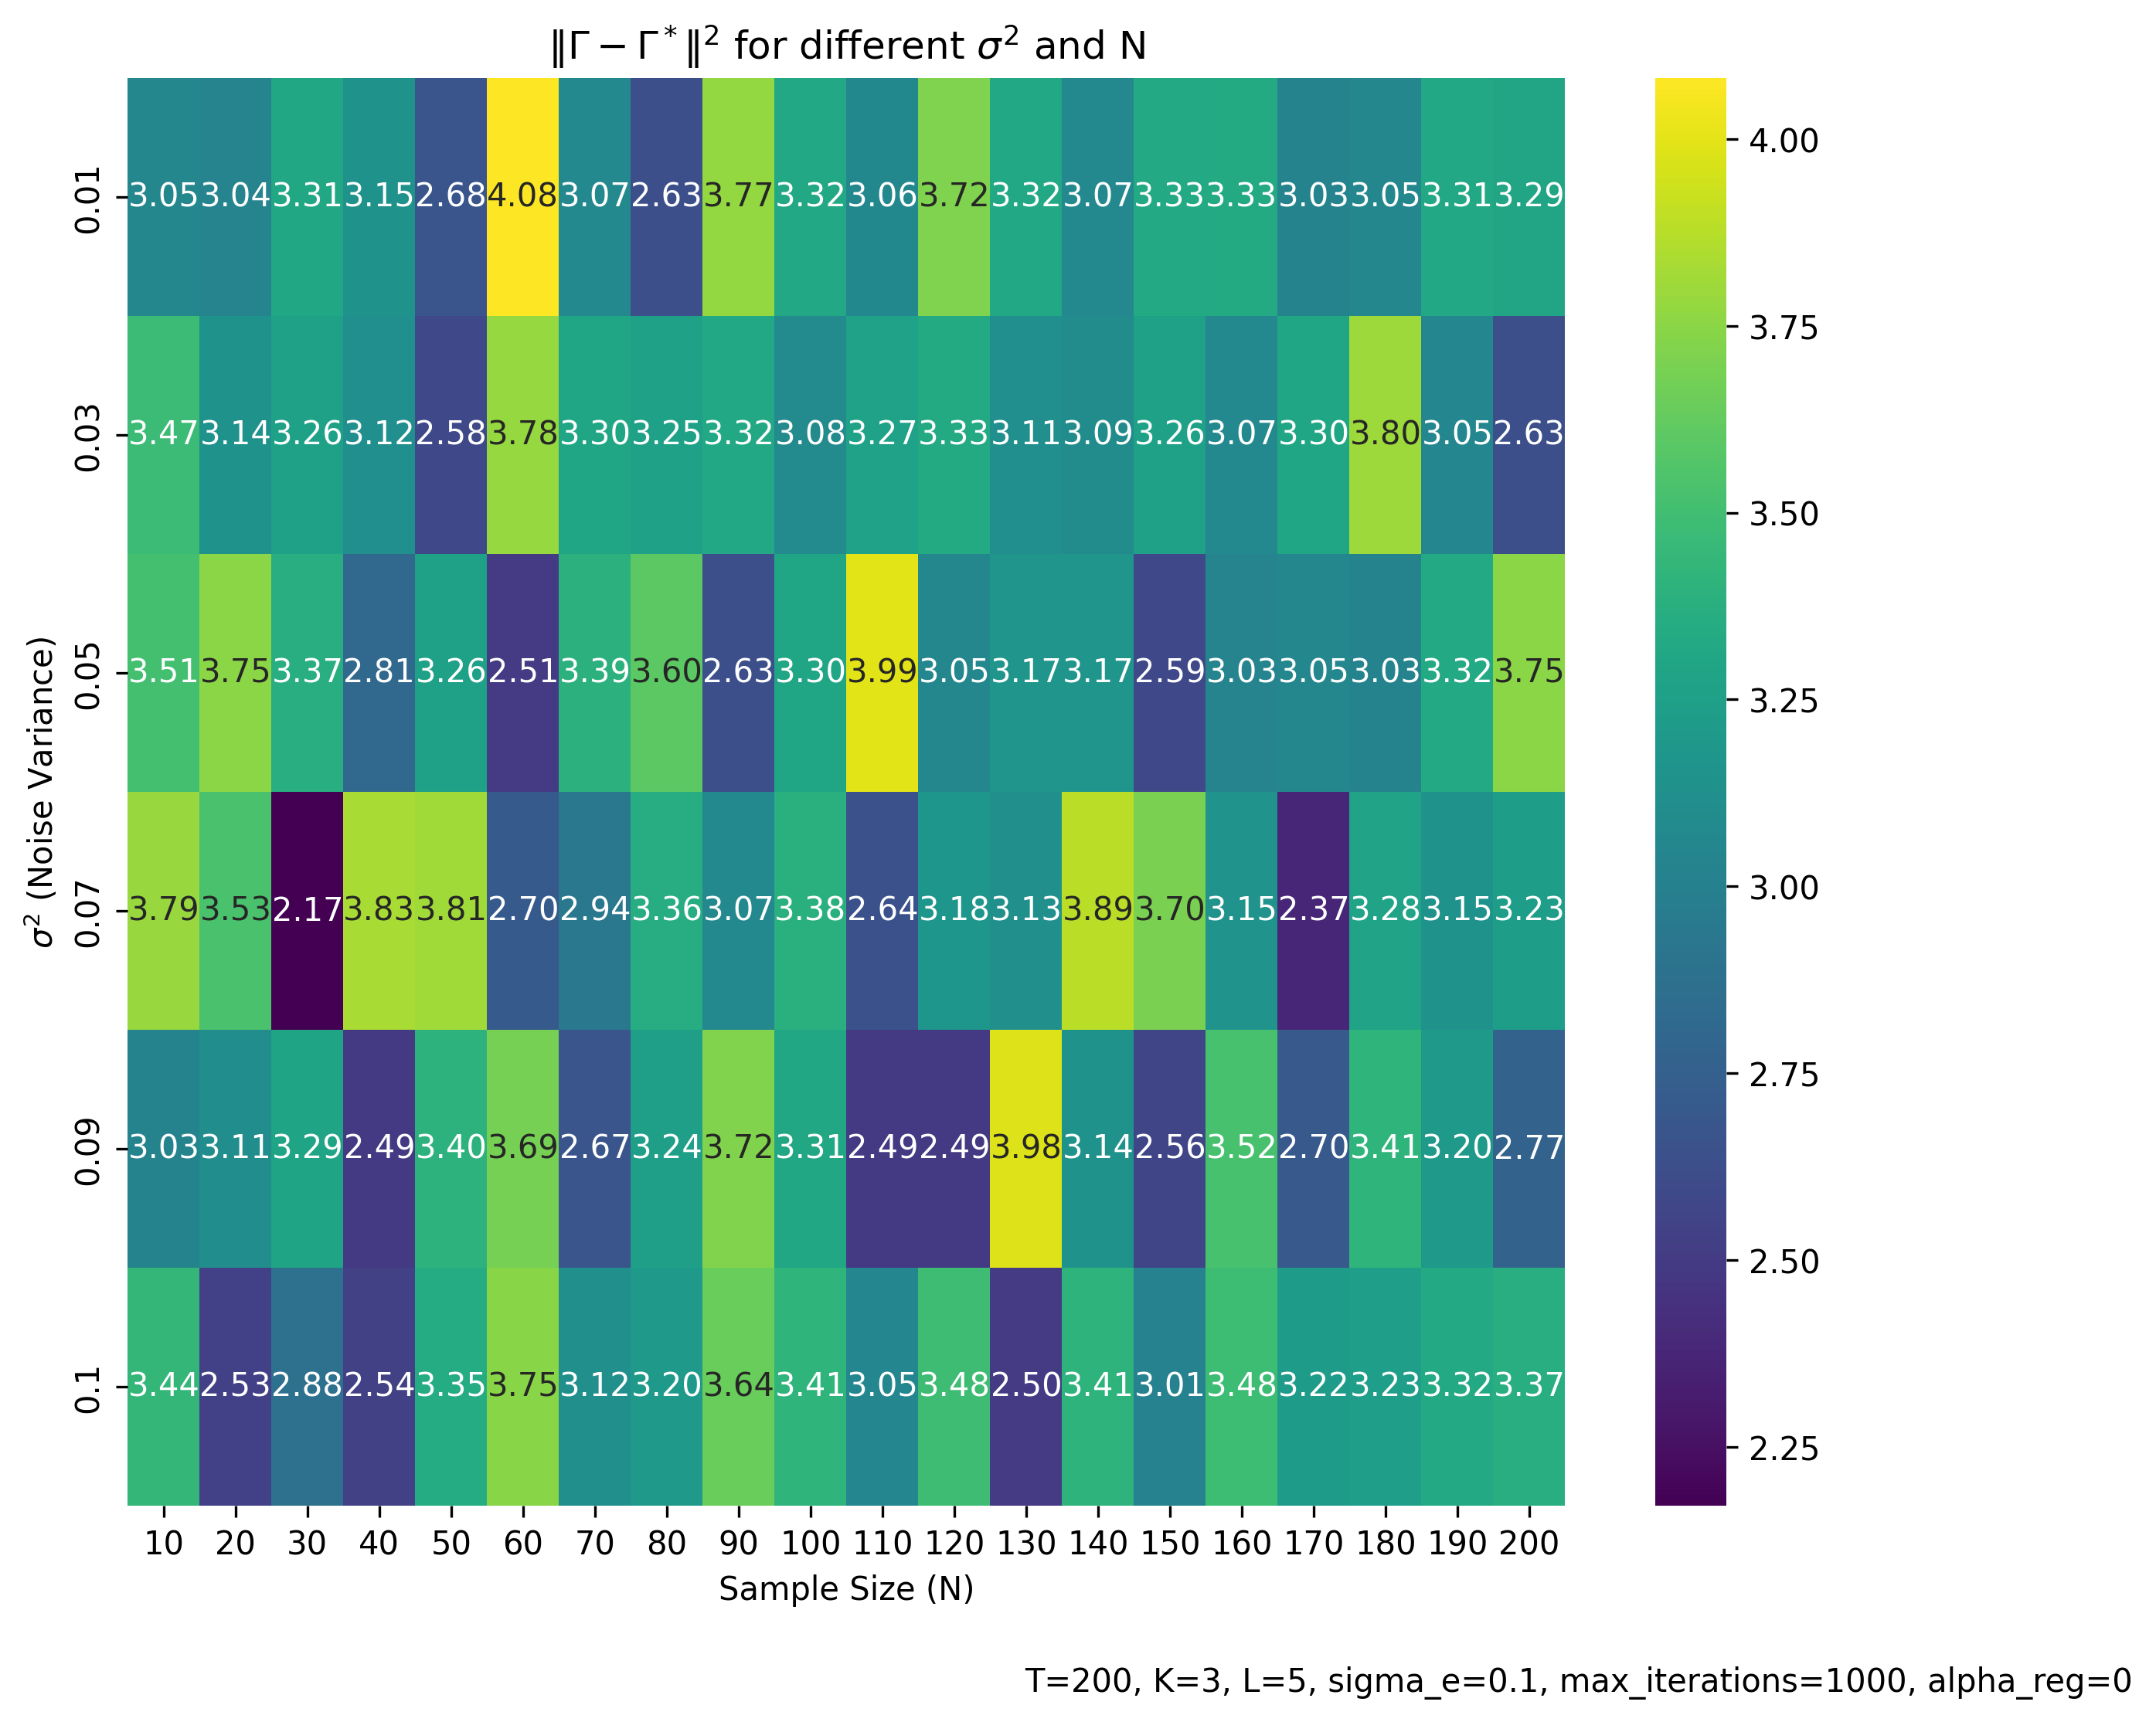 ‖Γ − Γ*‖² for different σ² and N
0.01 3.05 3.04 3.31 3.15 2.68 4.08 3.07 2.63 3.77 3.32 3.06 3.72 3.32 3.07 3.33 3.33 3.03 3.05 3.31 3.29
0.03 3.47 3.14 3.26 3.12 2.58 3.78 3.30 3.25 3.32 3.08 3.27 3.33 3.11 3.09 3.26 3.07 3.30 3.80 3.05 2.63
0.05 3.51 3.75 3.37 2.81 3.26 2.51 3.39 3.60 2.63 3.30 3.99 3.05 3.17 3.17 2.59 3.03 3.05 3.03 3.32 3.75
0.07 3.79 3.53 2.17 3.83 3.81 2.70 2.94 3.36 3.07 3.38 2.64 3.18 3.13 3.89 3.70 3.15 2.37 3.28 3.15 3.23
0.09 3.03 3.11 3.29 2.49 3.40 3.69 2.67 3.24 3.72 3.31 2.49 2.49 3.98 3.14 2.56 3.52 2.70 3.41 3.20 2.77
0.1 3.44 2.53 2.88 2.54 3.35 3.75 3.12 3.20 3.64 3.41 3.05 3.48 2.50 3.41 3.01 3.48 3.22 3.23 3.32 3.37
σ² (Noise Variance)
10 20 30 40 50 60 70 80 90 100 110 120 130 140 150 160 170 180 190 200
Sample Size (N)
4.00
3.75
3.50
3.25
3.00
2.75
2.50
2.25
T=200, K=3, L=5, sigma_e=0.1, max_iterations=1000, alpha_reg=0